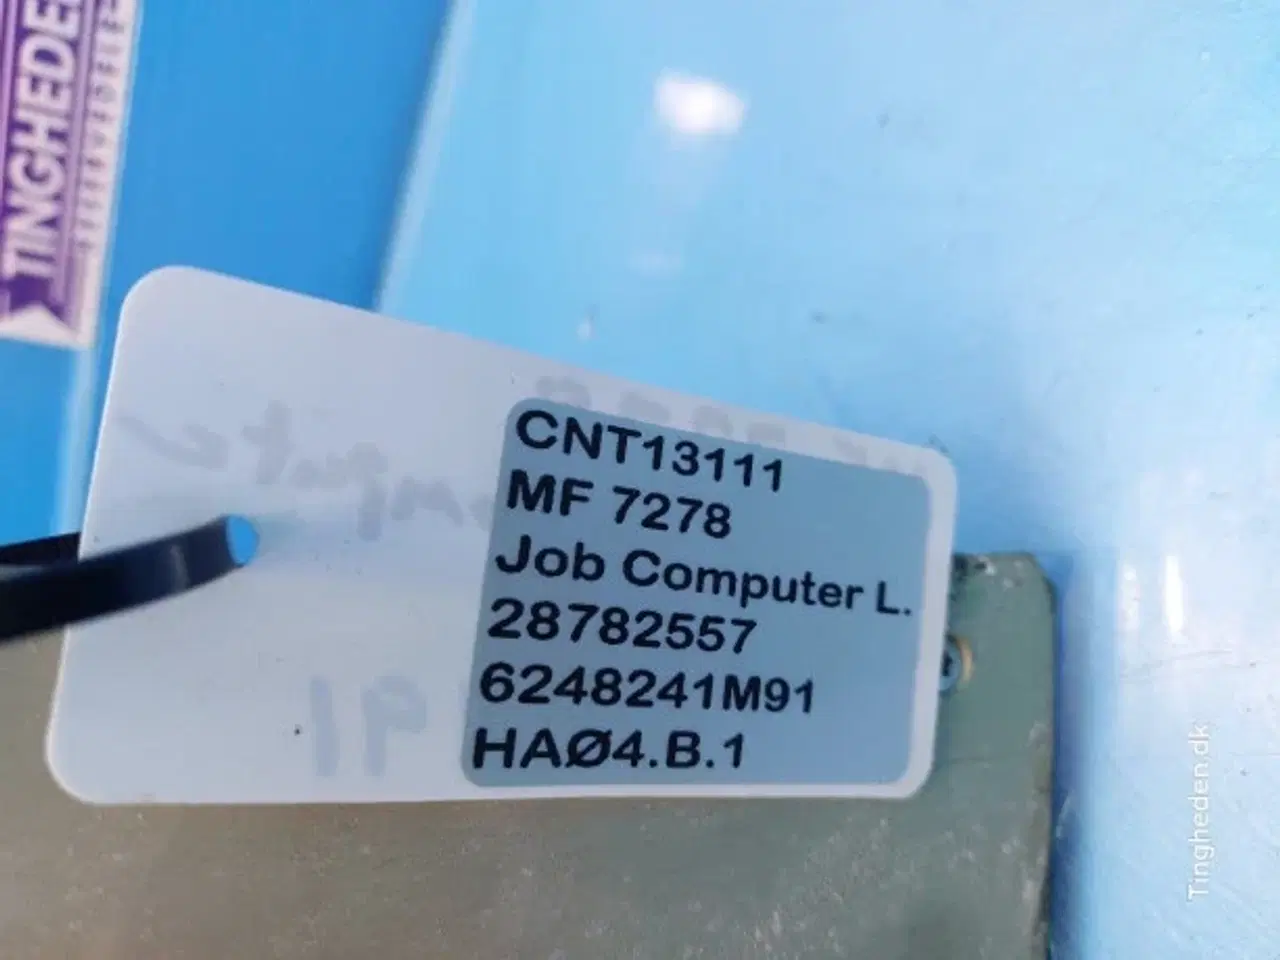 TINGHEDEN
CNT13111
MF 7278
Job Computer L.
28782557
6248241M91
HAØ4.B.1
Tingheden.dk